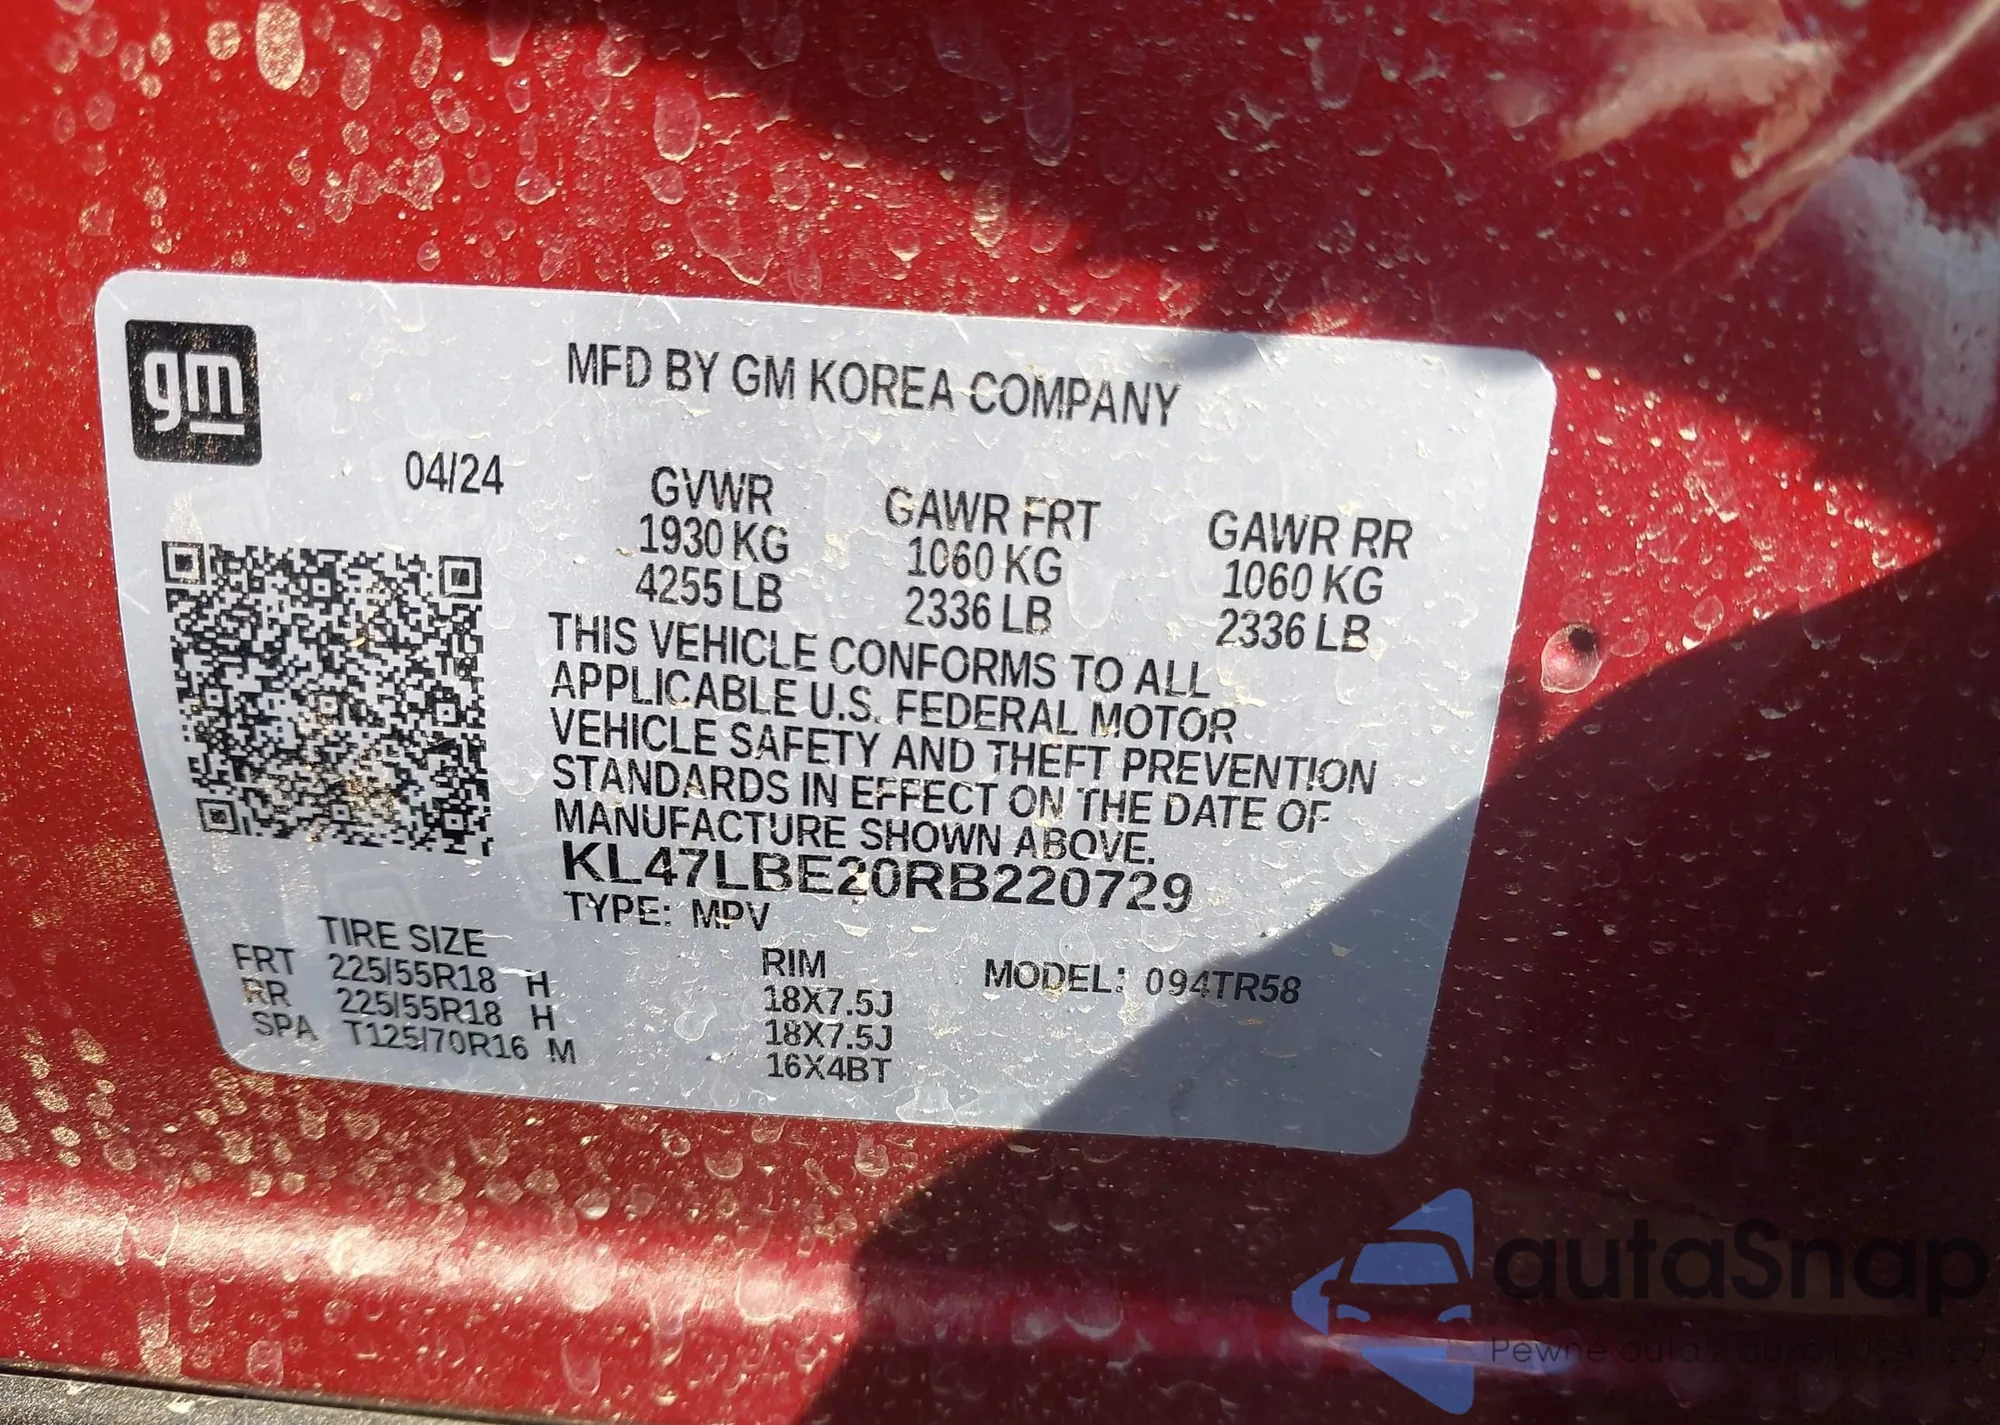 gm
MFD BY GM KOREA COMPANY
04/24
GVWR GAWR FRT GAWR RR
1930 KG 1060 KG 1060 KG
4255 LB 2336 LB 2336 LB
THIS VEHICLE CONFORMS TO ALL
APPLICABLE U.S. FEDERAL MOTOR
VEHICLE SAFETY AND THEFT PREVENTION
STANDARDS IN EFFECT ON THE DATE OF
MANUFACTURE SHOWN ABOVE.
KL47LBE20RB220729
TYPE: MPV
TIRE SIZE RIM MODEL: 094TR58
FRT 225/55R18 H 18X7.5J
RR 225/55R18 H 18X7.5J
SPA T125/70R16 M 16X4BT
autaSnap
Pewne auto z